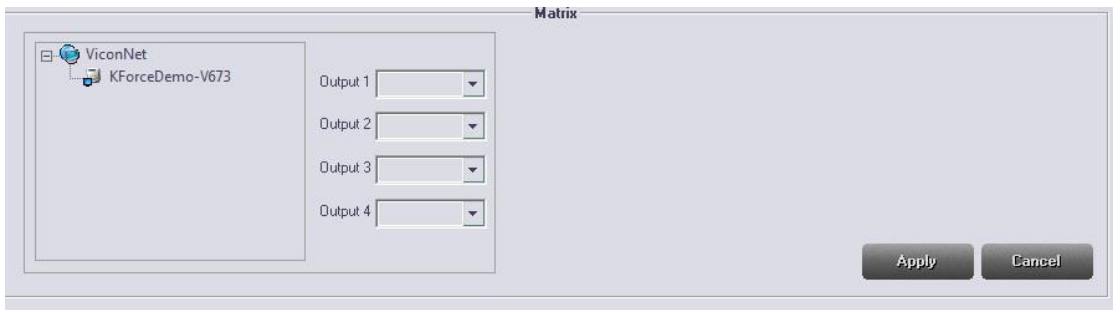 Matrix
ViconNet
KForceDemo-V673
Output 1
Output 2
Output 3
Output 4
Apply
Cancel